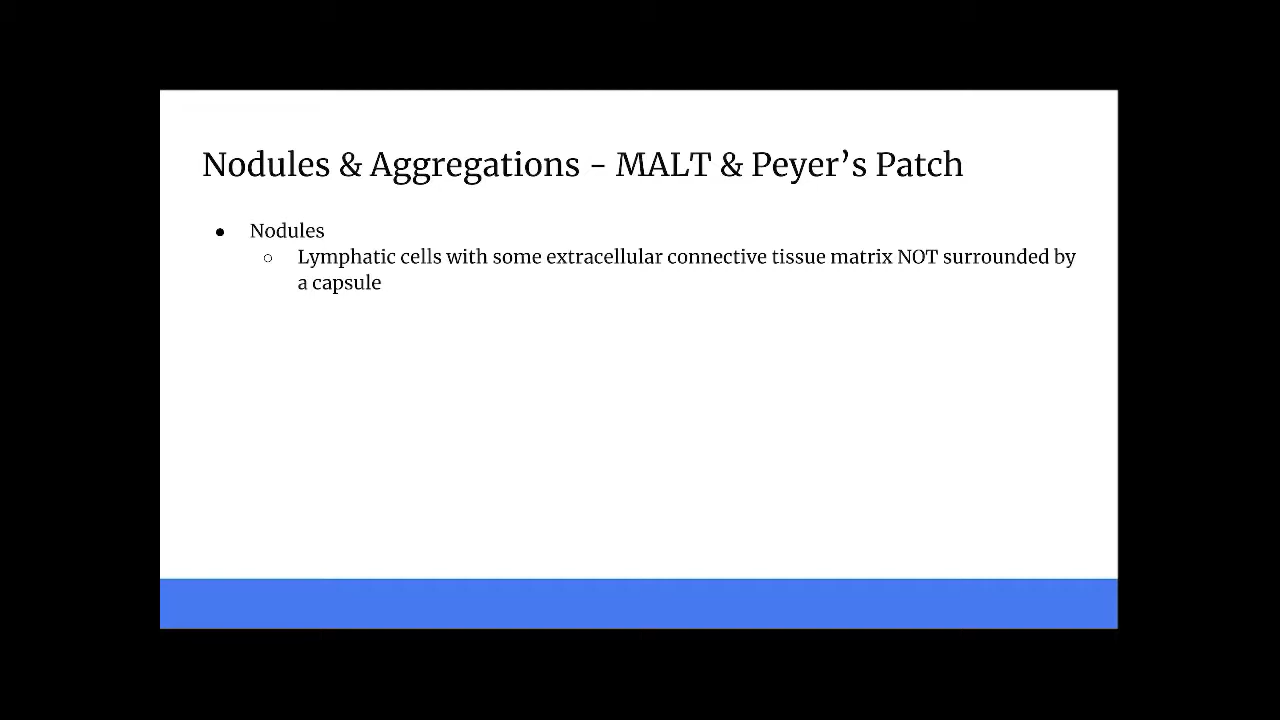 Nodules & Aggregations - MALT & Peyer’s Patch
● Nodules
○ Lymphatic cells with some extracellular connective tissue matrix NOT surrounded by
a capsule